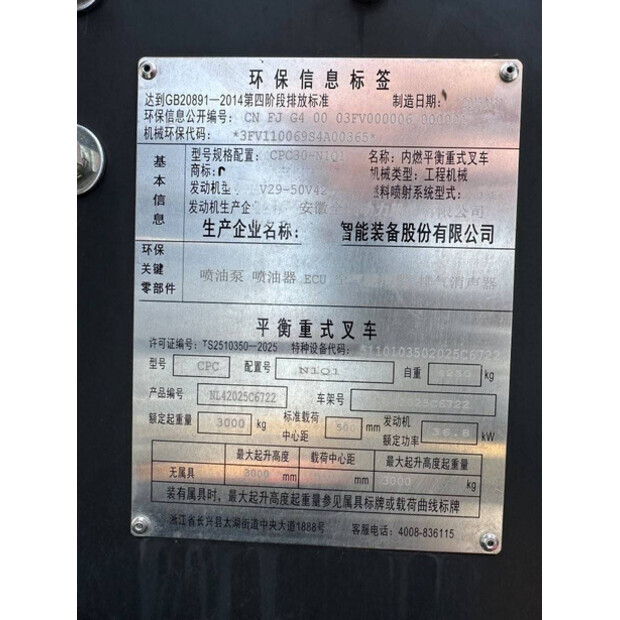 环保信息标签
达到GB20891—2014第四阶段排放标准 制造日期:
环保信息公开编号: CN FJ G4 00 03FV000006
机械环保代码: *3FV110069S4A00365*
基本信息
型号规格配置: CPC30-N1Q1 名称: 内燃平衡重式叉车
商标: 机械类型: 工程机械
发动机型 V29-50V42 燃料喷射系统型式:
发动机生产企 安徽 公司
生产企业名称: 智能装备股份有限公司
环保关键零部件
喷油泵 喷油器 ECU 排气消声器
平衡重式叉车
许可证编号: TS2510350—2025 特种设备代码: 5110103502025C6722
型号 CPC 配置号 N1Q1 自重 kg
产品编号 NL42025C6722 车架号 2025C6722
额定起重量 3000 kg 标准载荷中心距 500 mm 发动机额定功率 36.8 kW
最大起升高度 载荷中心距 最大起升高度起重量
无属具 3000 mm mm 3000 kg
装有属具时,最大起升高度起重量参见属具标牌或载荷曲线标牌
浙江省长兴县太湖街道中央大道1888号 客服电话: 4008-836115